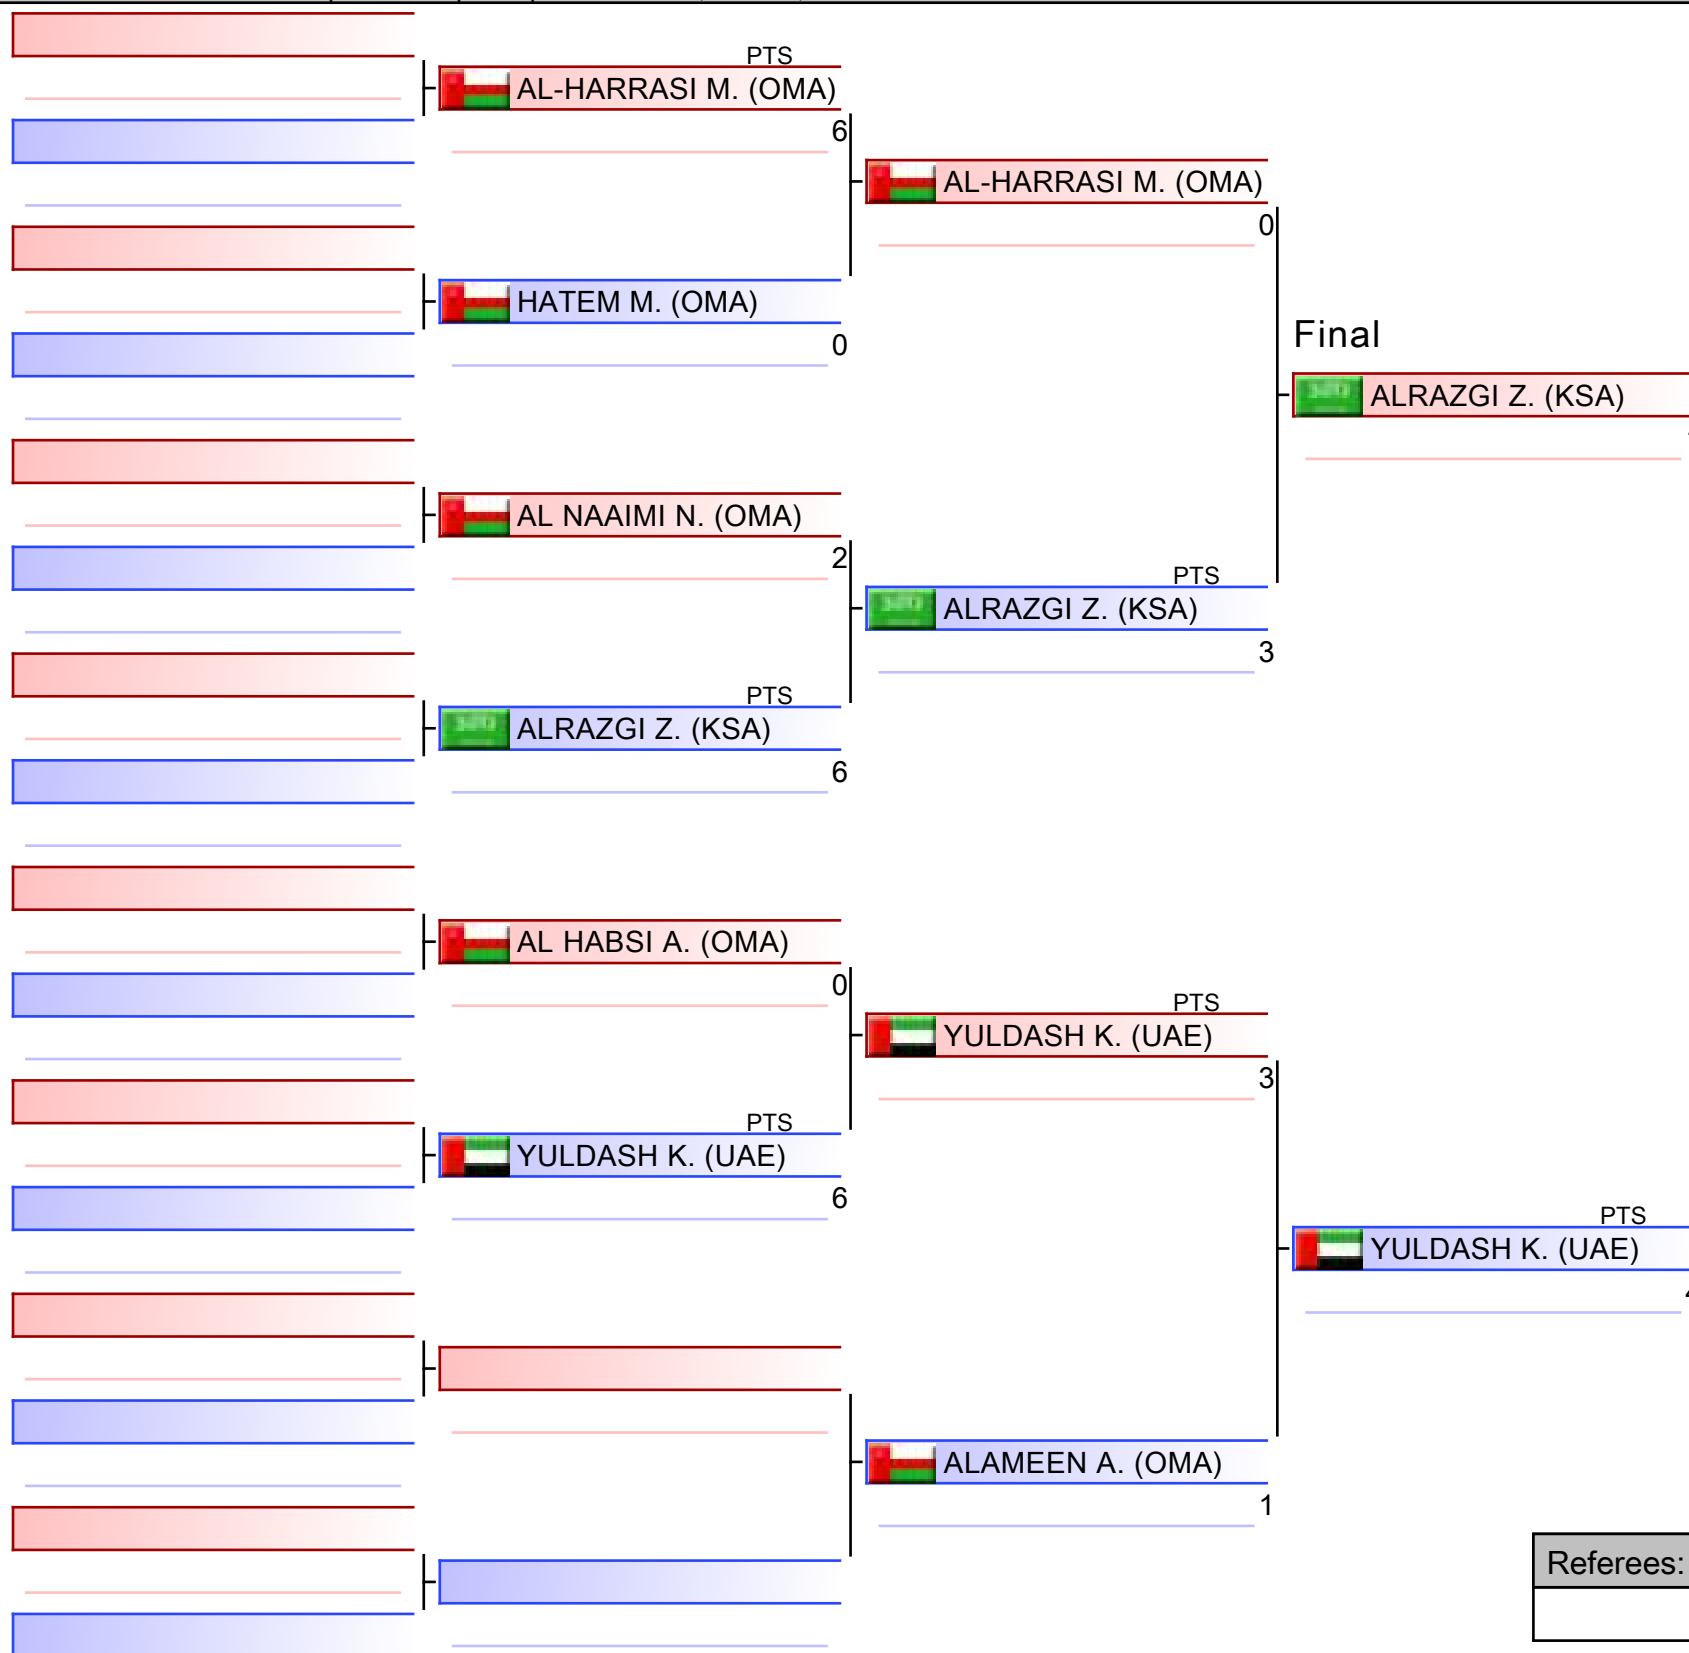 PTS
AL-HARRASI M. (OMA)
6
HATEM M. (OMA)
0
AL NAAIMI N. (OMA)
2
PTS
ALRAZGI Z. (KSA)
6
AL HABSI A. (OMA)
0
PTS
YULDASH K. (UAE)
6
AL-HARRASI M. (OMA)
0
PTS
ALRAZGI Z. (KSA)
3
PTS
YULDASH K. (UAE)
3
ALAMEEN A. (OMA)
1
Final
ALRAZGI Z. (KSA)
PTS
YULDASH K. (UAE)
Referees: